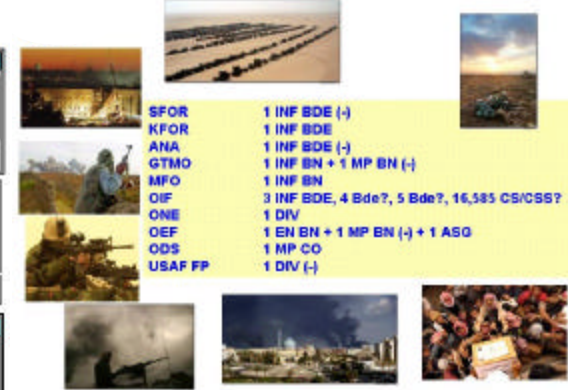 SFOR 1 INF BDE (-)
KFOR 1 INF BDE
ANA 1 INF BDE (-)
GTMO 1 INF BN + 1 MP BN (-)
MFO 1 INF BN
OIF 3 INF BDE, 4 Bde?, 5 Bde?, 16,585 CS/CSS?
ONE 1 DIV
OEF 1 EN BN + 1 MP BN (-) + 1 ASG
ODS 1 MP CO
USAF FP 1 DIV (-)